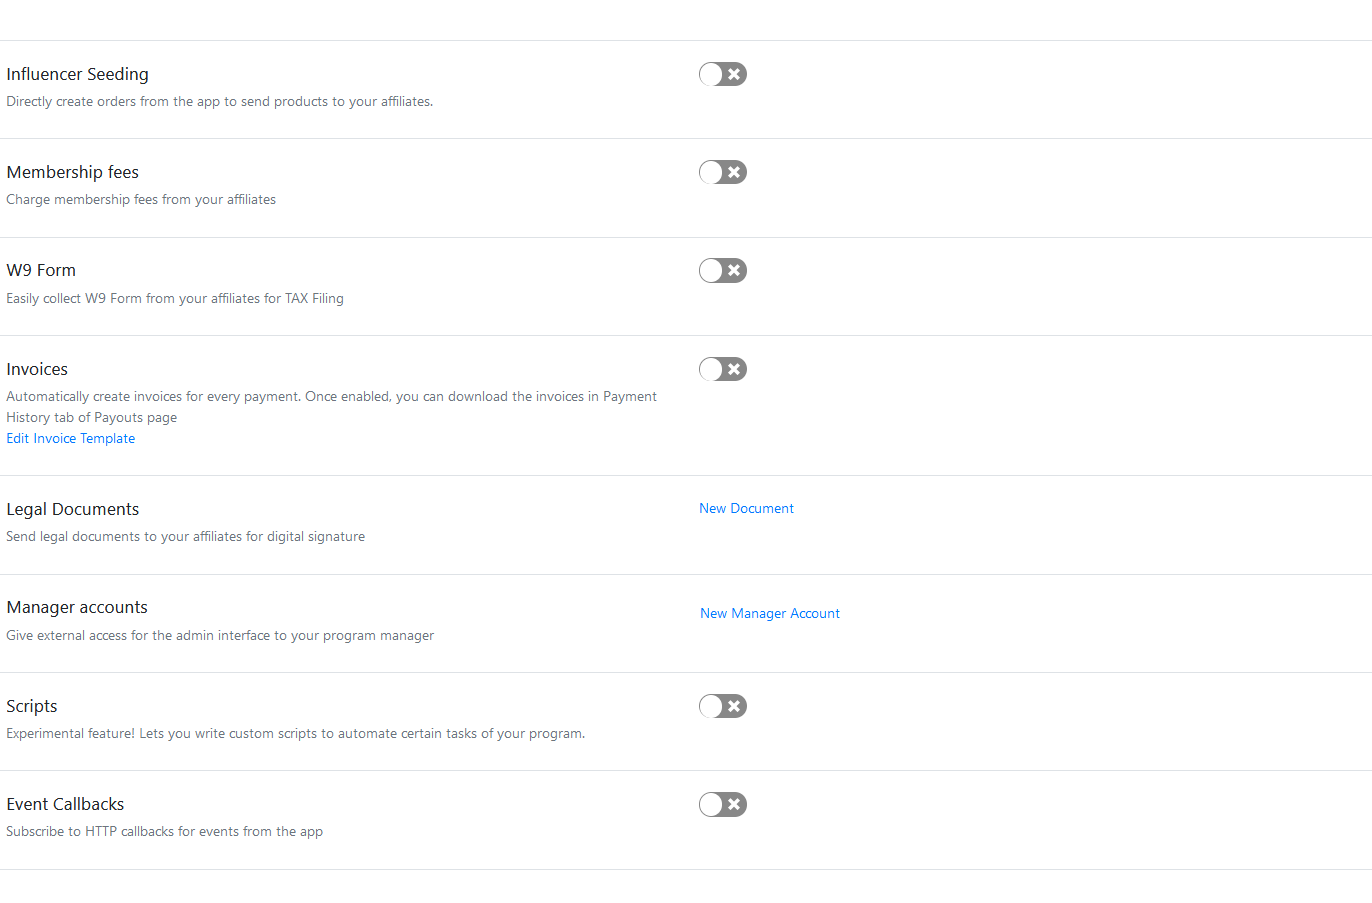 Influencer Seeding
Directly create orders from the app to send products to your affiliates.
Membership fees
Charge membership fees from your affiliates
W9 Form
Easily collect W9 Form from your affiliates for TAX Filing
Invoices
Automatically create invoices for every payment. Once enabled, you can download the invoices in Payment
History tab of Payouts page
Edit Invoice Template
Legal Documents
New Document
Send legal documents to your affiliates for digital signature
Manager accounts
New Manager Account
Give external access for the admin interface to your program manager
Scripts
Experimental feature! Lets you write custom scripts to automate certain tasks of your program.
Event Callbacks
Subscribe to HTTP callbacks for events from the app